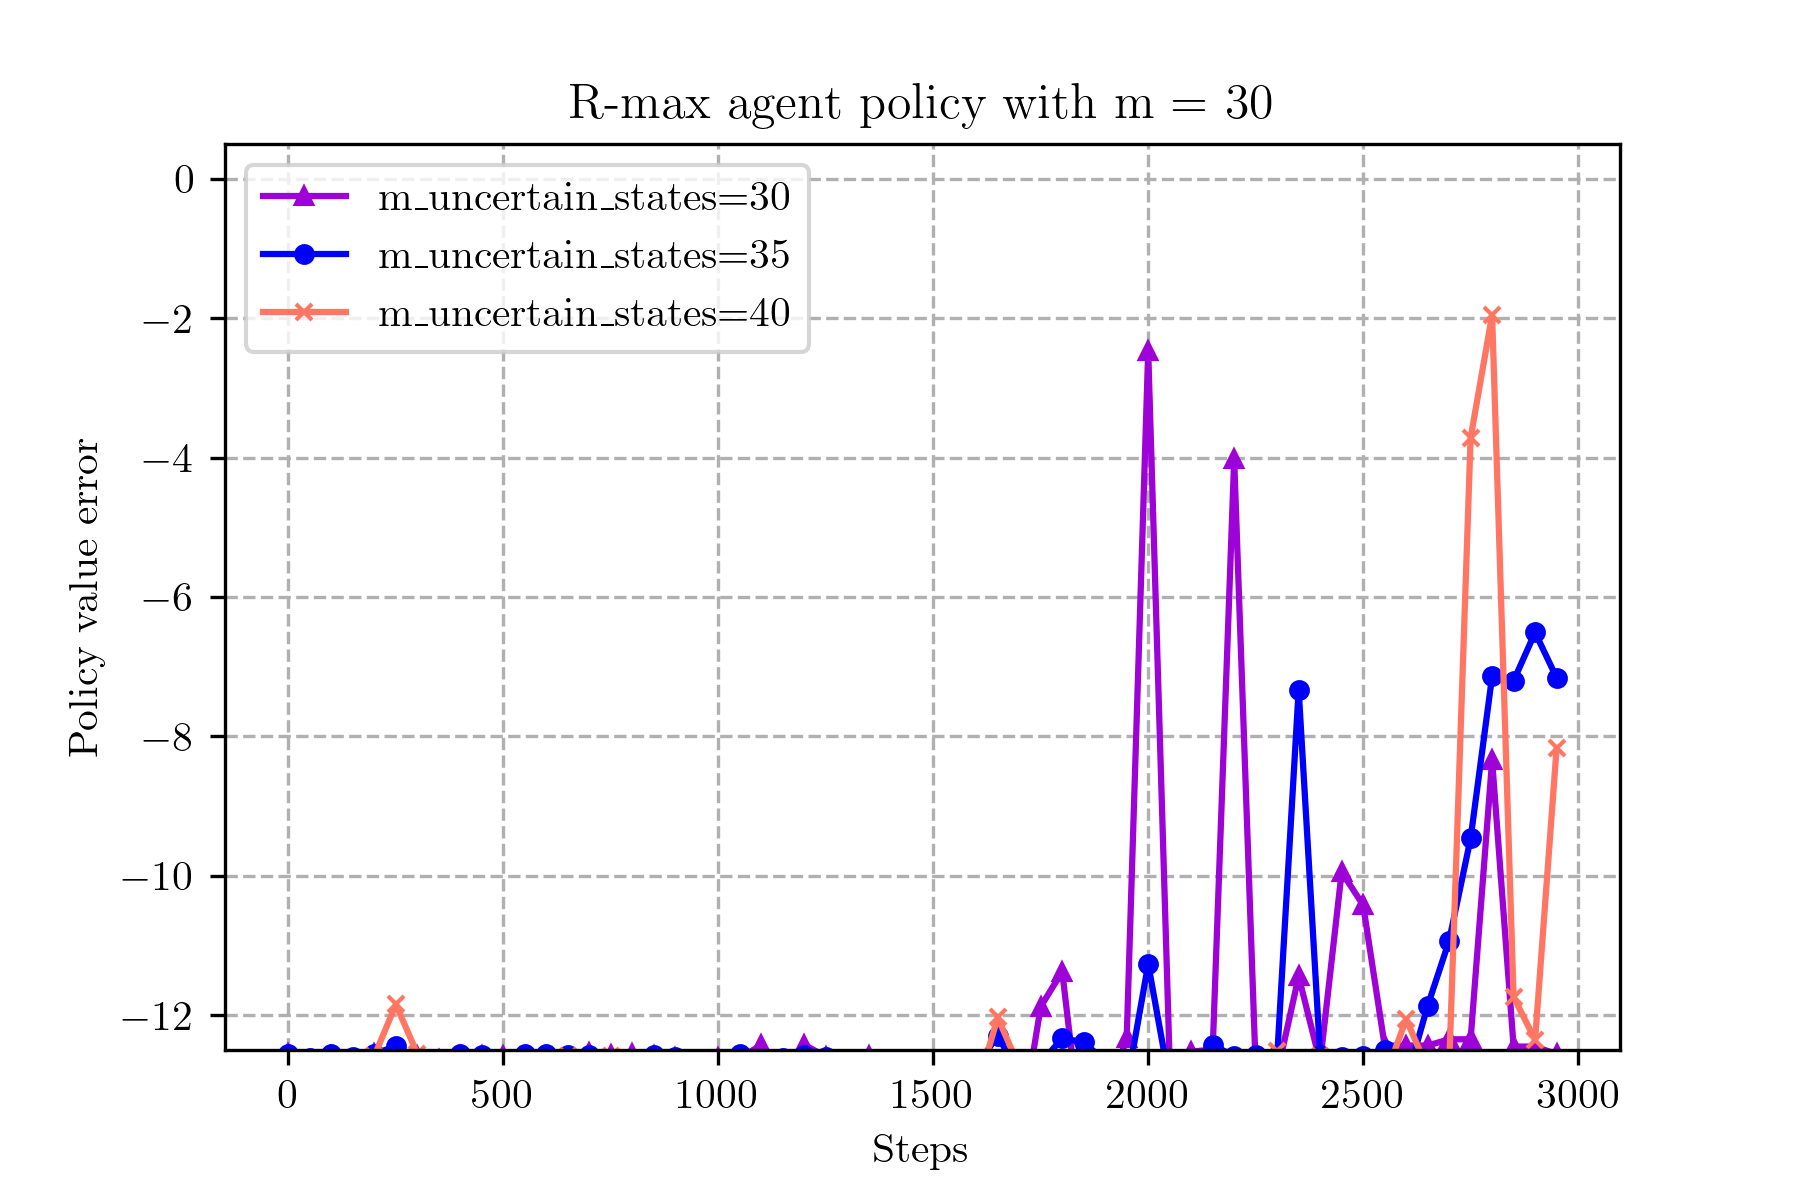 R-max agent policy with m = 30
m_uncertain_states=30
m_uncertain_states=35
m_uncertain_states=40
Policy value error
0
−2
−4
−6
−8
−10
−12
0 500 1000 1500 2000 2500 3000
Steps